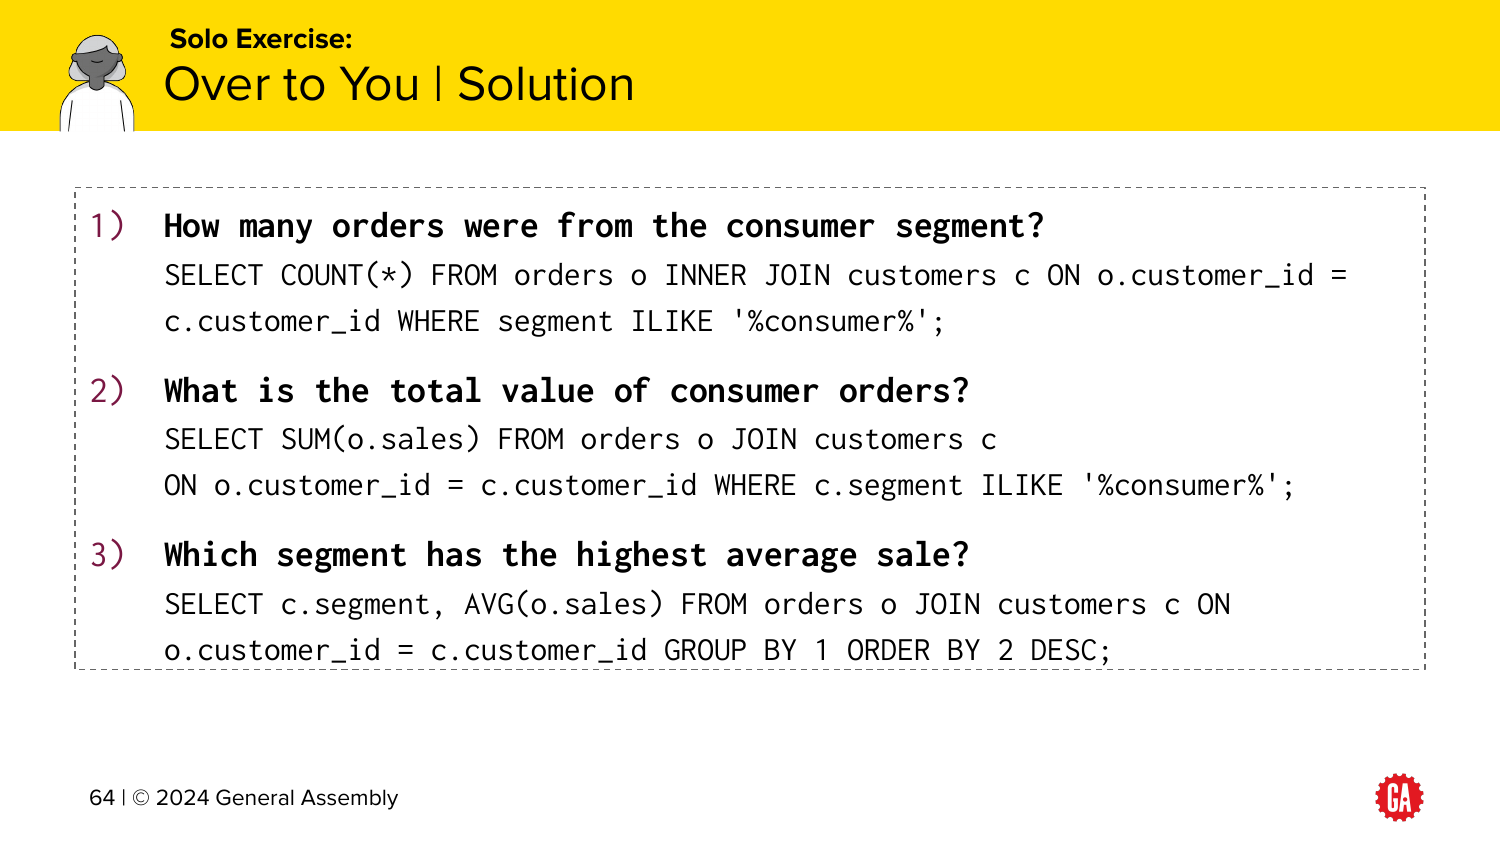 Solo Exercise:
Over to You | Solution
1) How many orders were from the consumer segment?
SELECT COUNT(*) FROM orders o INNER JOIN customers c ON o.customer_id =
c.customer_id WHERE segment ILIKE '%consumer%';
2) What is the total value of consumer orders?
SELECT SUM(o.sales) FROM orders o JOIN customers c
ON o.customer_id = c.customer_id WHERE c.segment ILIKE '%consumer%';
3) Which segment has the highest average sale?
SELECT c.segment, AVG(o.sales) FROM orders o JOIN customers c ON
o.customer_id = c.customer_id GROUP BY 1 ORDER BY 2 DESC;
64 | © 2024 General Assembly
GA